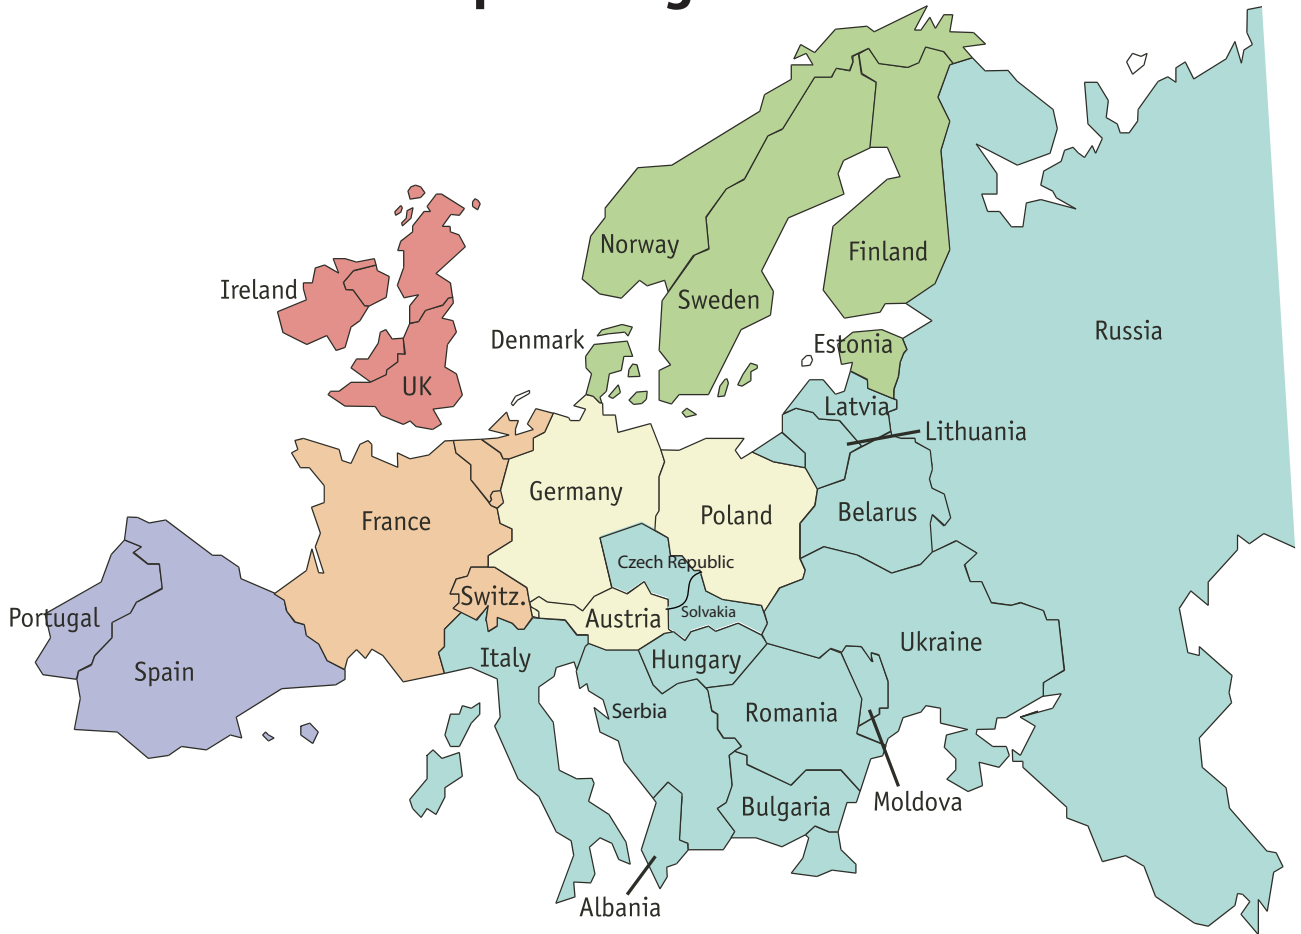 Norway
Finland
Ireland
Sweden
Russia
Denmark
Estonia
UK
Latvia
Lithuania
Germany
Poland
Belarus
France
Czech Republic
Switz.
Solvakia
Portugal
Austria
Ukraine
Italy
Hungary
Spain
Serbia
Romania
Moldova
Bulgaria
Albania